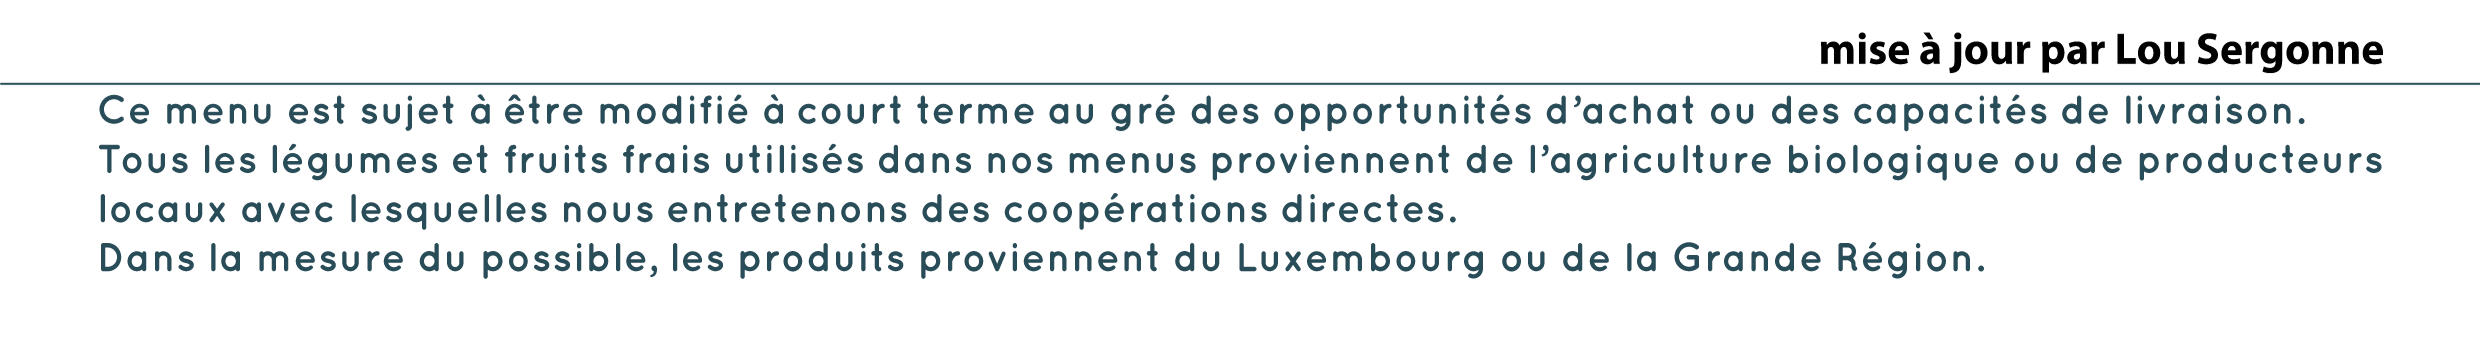 mise à jour par Lou Sergonne
Ce menu est sujet à être modifié à court terme au gré des opportunités d’achat ou des capacités de livraison.
Tous les légumes et fruits frais utilisés dans nos menus proviennent de l’agriculture biologique ou de producteurs
locaux avec lesquelles nous entretenons des coopérations directes.
Dans la mesure du possible, les produits proviennent du Luxembourg ou de la Grande Région.